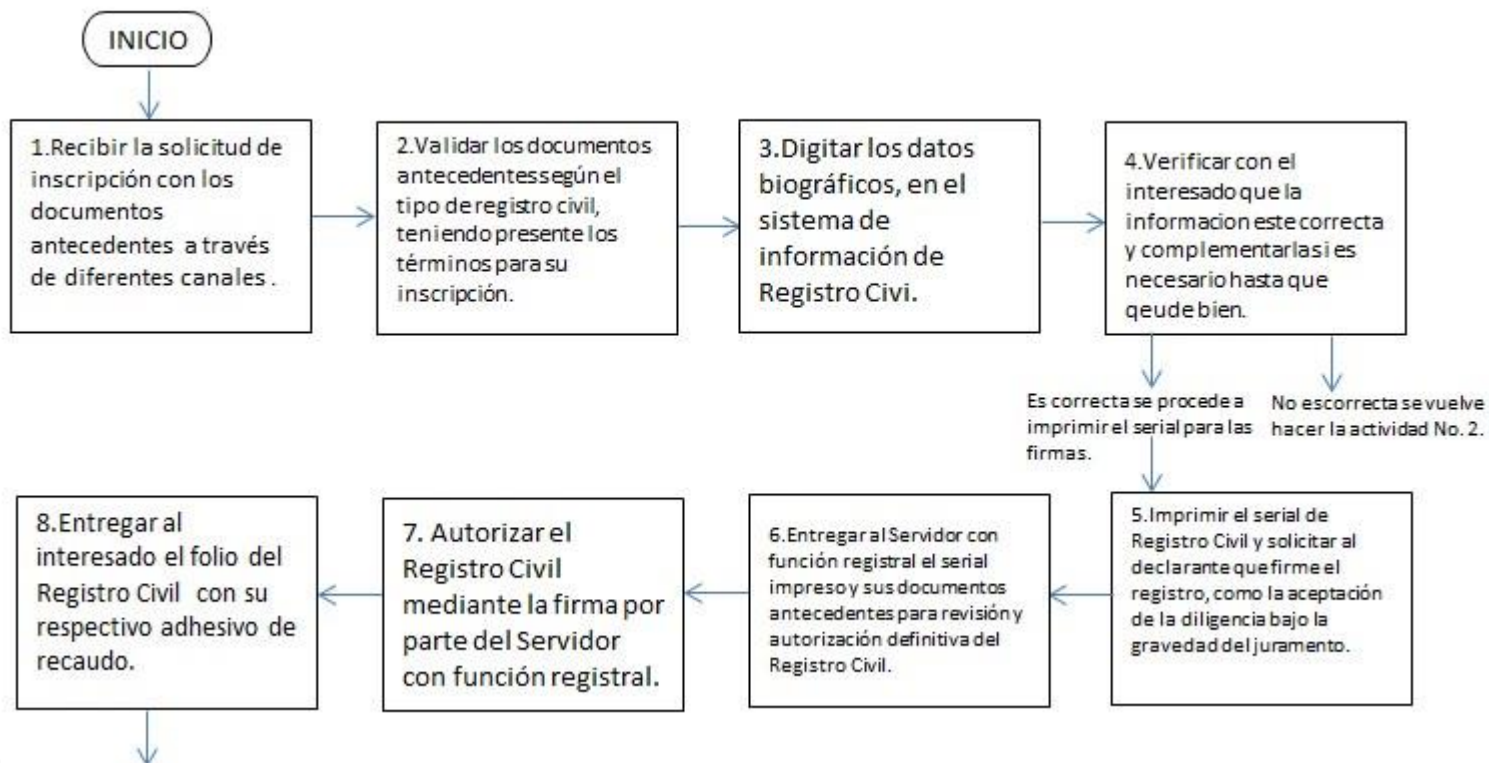 INICIO
1.Recibir la solicitud de
inscripción con los
documentos
antecedentes a través
de diferentes canales .
2.Validar los documentos
antecedentes según el
tipo de registro civil,
teniendo presente los
términos para su
inscripción.
3.Digitar los datos
biográficos, en el
sistema de
información de
Registro Civi.
4.Verificar con el
interesado que la
informacion este correcta
y complementarla si es
necesario hasta que
qeude bien.
Es correcta se procede a
imprimir el serial para las
firmas.
No es correcta se vuelve
hacer la actividad No. 2.
5.Imprimir el serial de
Registro Civil y solicitar al
declarante que firme el
registro, como la aceptación
de la diligencia bajo la
gravedad del juramento.
6.Entregar al Servidor con
función registral el serial
impreso y sus documentos
antecedentes para revisión y
autorización definitiva del
Registro Civil.
7. Autorizar el
Registro Civil
mediante la firma por
parte del Servidor
con función registral.
8.Entregar al
interesado el folio del
Registro Civil con su
respectivo adhesivo de
recaudo.